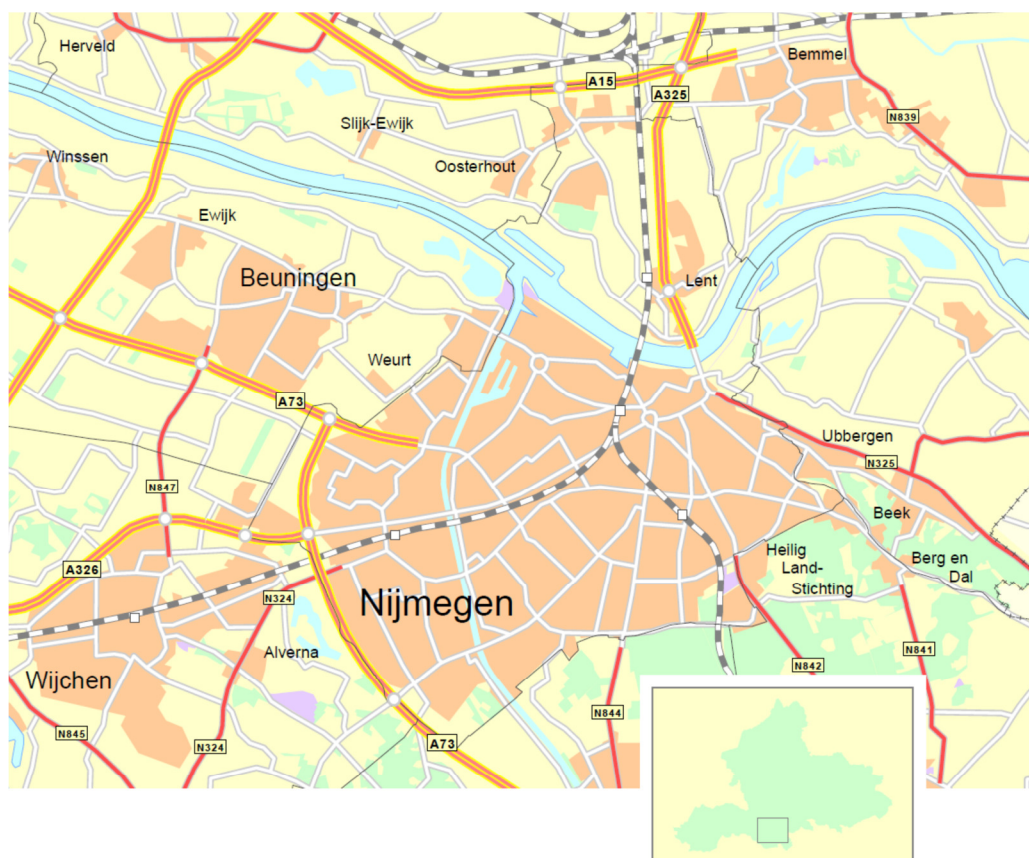 Herveld
Bemmel
A15
A325
N839
Slijk-Ewijk
Winssen
Oosterhout
Ewijk
Beuningen
Lent
Weurt
A73
Ubbergen
N325
N847
Beek
Heilig
Land-
Stichting
Berg en
Dal
A326
N324
Nijmegen
Alverna
N841
N842
Wijchen
N844
N845
N324
A73